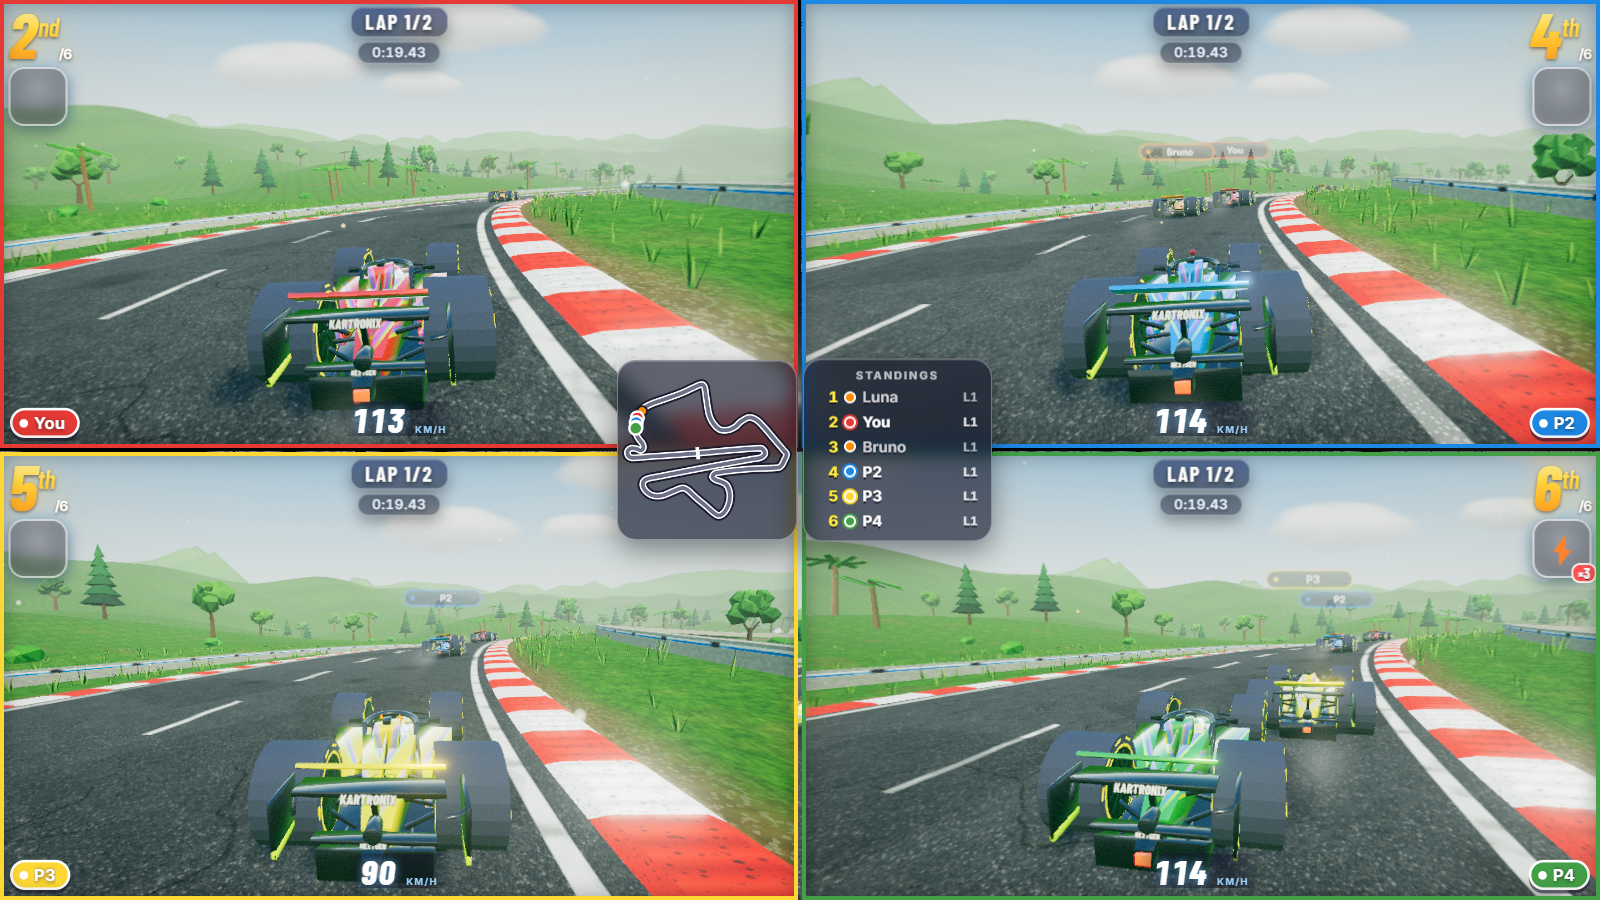 2nd
/6
LAP 1/2
0:19.43
KARTRONIX
113 KM/H
You
LAP 1/2
0:19.43
4th
/6
Bruno
You
KARTRONIX
114 KM/H
P2
STANDINGS
1 Luna L1
2 You L1
3 Bruno L1
4 P2 L1
5 P3 L1
6 P4 L1
5th
/6
LAP 1/2
0:19.43
P2
KARTRONIX
90 KM/H
P3
LAP 1/2
0:19.43
6th
/6
x3
P3
P2
KARTRONIX
KARTRONIX
114 KM/H
P4